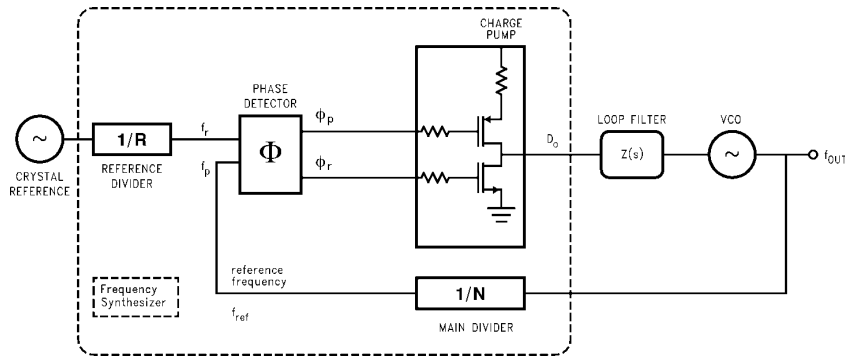 CHARGE
PUMP
PHASE
DETECTOR
LOOP FILTER
VCO
~
1/R
fr
fp
Φ
ϕp
ϕr
Do
Z(s)
~
fOUT
CRYSTAL
REFERENCE
REFERENCE
DIVIDER
Frequency
Synthesizer
reference
frequency
fref
1/N
MAIN DIVIDER